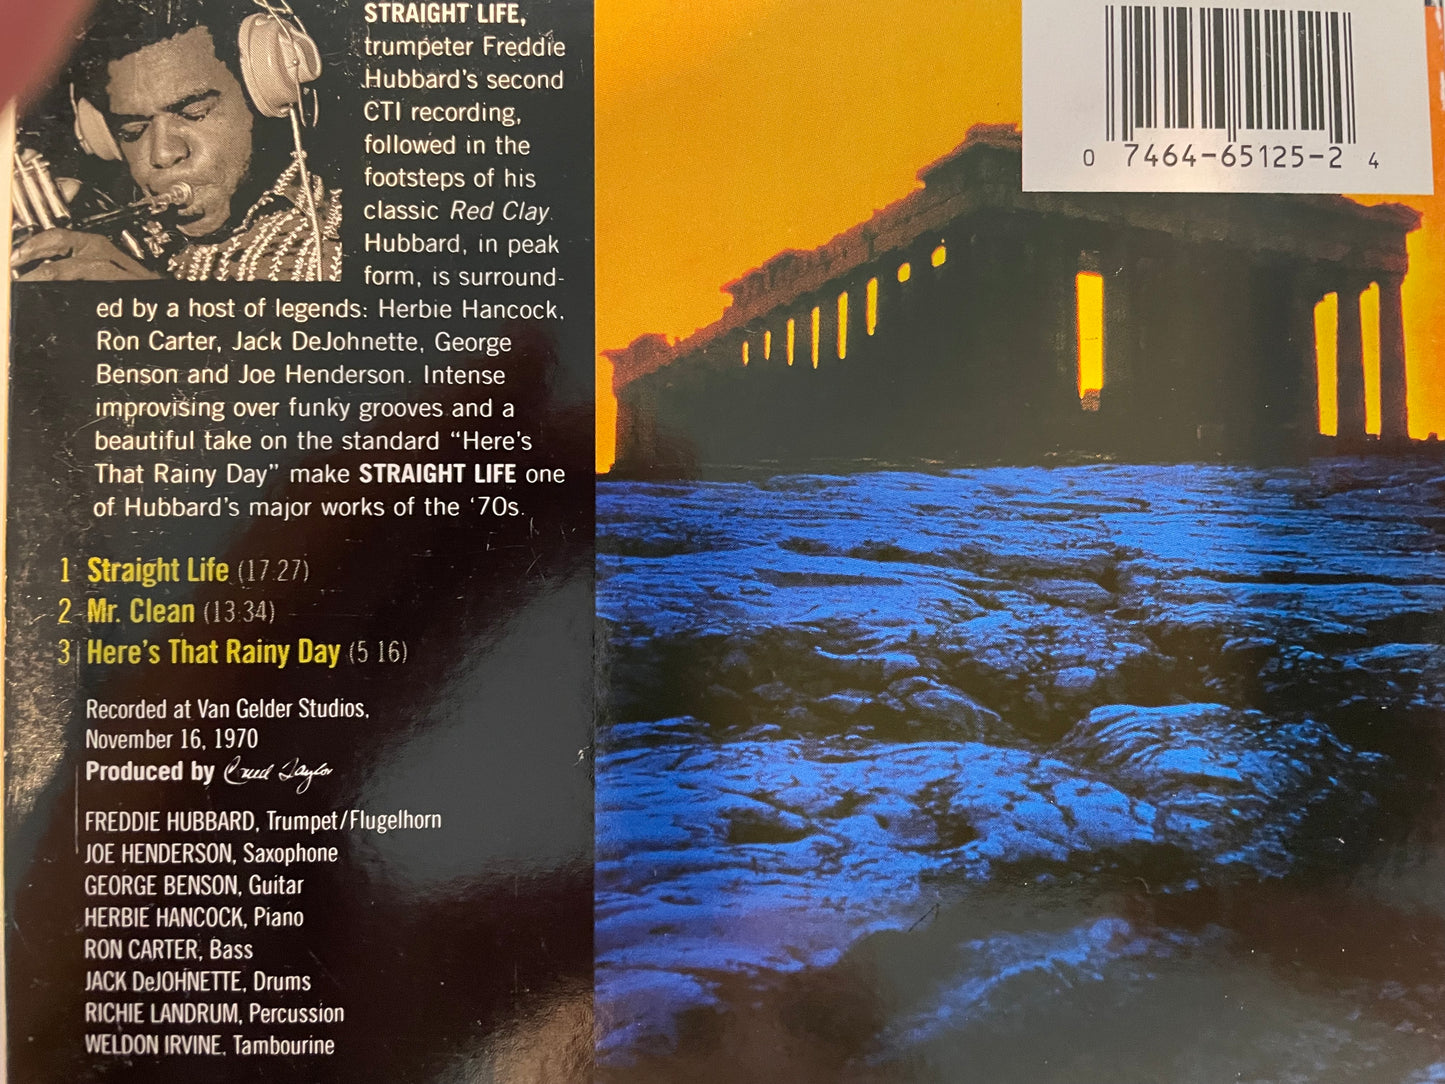 STRAIGHT LIFE,
trumpeter Freddie
Hubbard's second
CTI recording,
followed in the
footsteps of his
classic Red Clay.
Hubbard, in peak
form, is surround-
ed by a host of legends: Herbie Hancock,
Ron Carter, Jack DeJohnette, George
Benson and Joe Henderson. Intense
improvising over funky grooves and a
beautiful take on the standard “Here's
That Rainy Day” make STRAIGHT LIFE one
of Hubbard's major works of the '70s.
1 Straight Life (17:27)
2 Mr. Clean (13:34)
3 Here's That Rainy Day (5:16)
Recorded at Van Gelder Studios,
November 16, 1970
Produced by Creed Taylor
FREDDIE HUBBARD, Trumpet/Flugelhorn
JOE HENDERSON, Saxophone
GEORGE BENSON, Guitar
HERBIE HANCOCK, Piano
RON CARTER, Bass
JACK DeJOHNETTE, Drums
RICHIE LANDRUM, Percussion
WELDON IRVINE, Tambourine
0 7464-65125-2 4